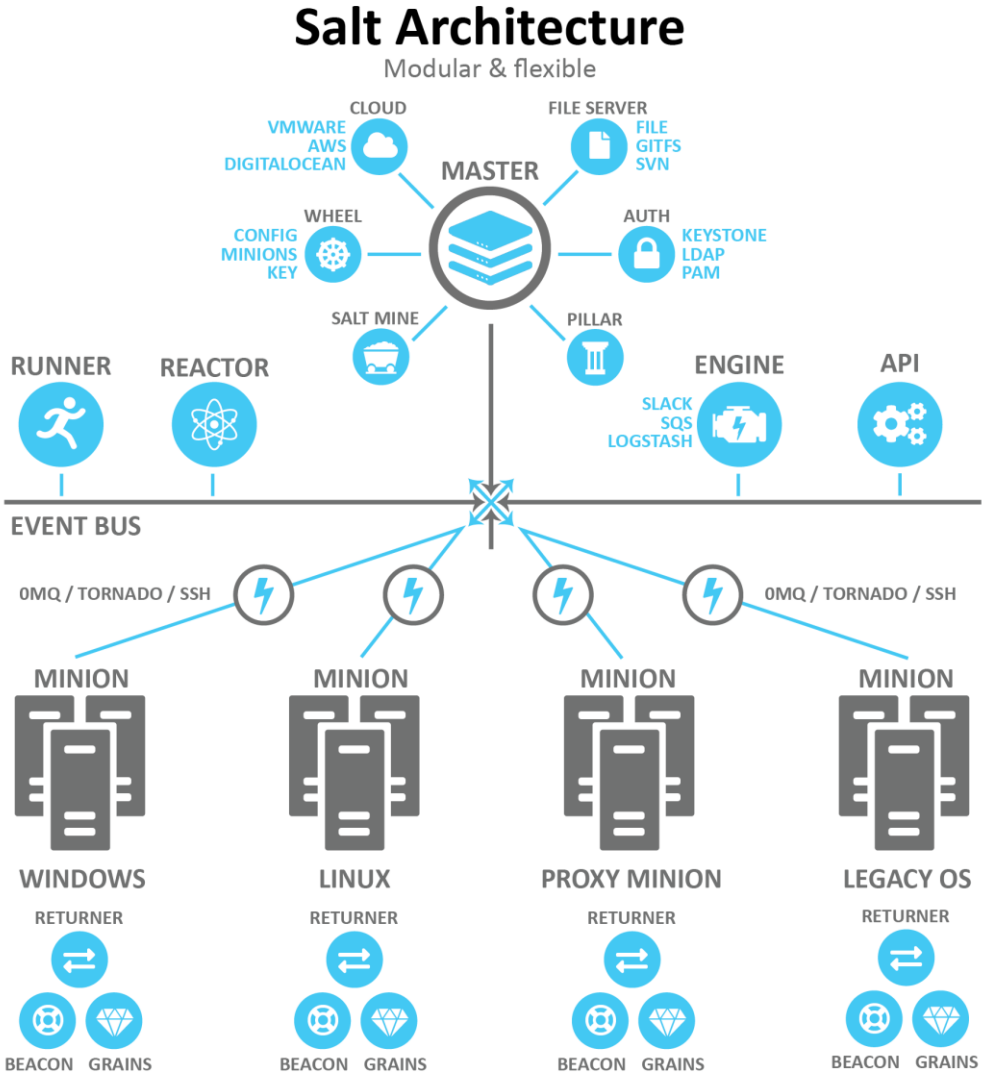 Salt Architecture
Modular & flexible
CLOUD
VMWARE
AWS
DIGITALOCEAN
FILE SERVER
FILE
GITFS
SVN
MASTER
WHEEL
CONFIG
MINIONS
KEY
AUTH
KEYSTONE
LDAP
PAM
SALT MINE
PILLAR
RUNNER
REACTOR
ENGINE
SLACK
SQS
LOGSTASH
API
EVENT BUS
0MQ / TORNADO / SSH
0MQ / TORNADO / SSH
MINION
MINION
MINION
MINION
WINDOWS
LINUX
PROXY MINION
LEGACY OS
RETURNER
RETURNER
RETURNER
RETURNER
BEACON
GRAINS
BEACON
GRAINS
BEACON
GRAINS
BEACON
GRAINS